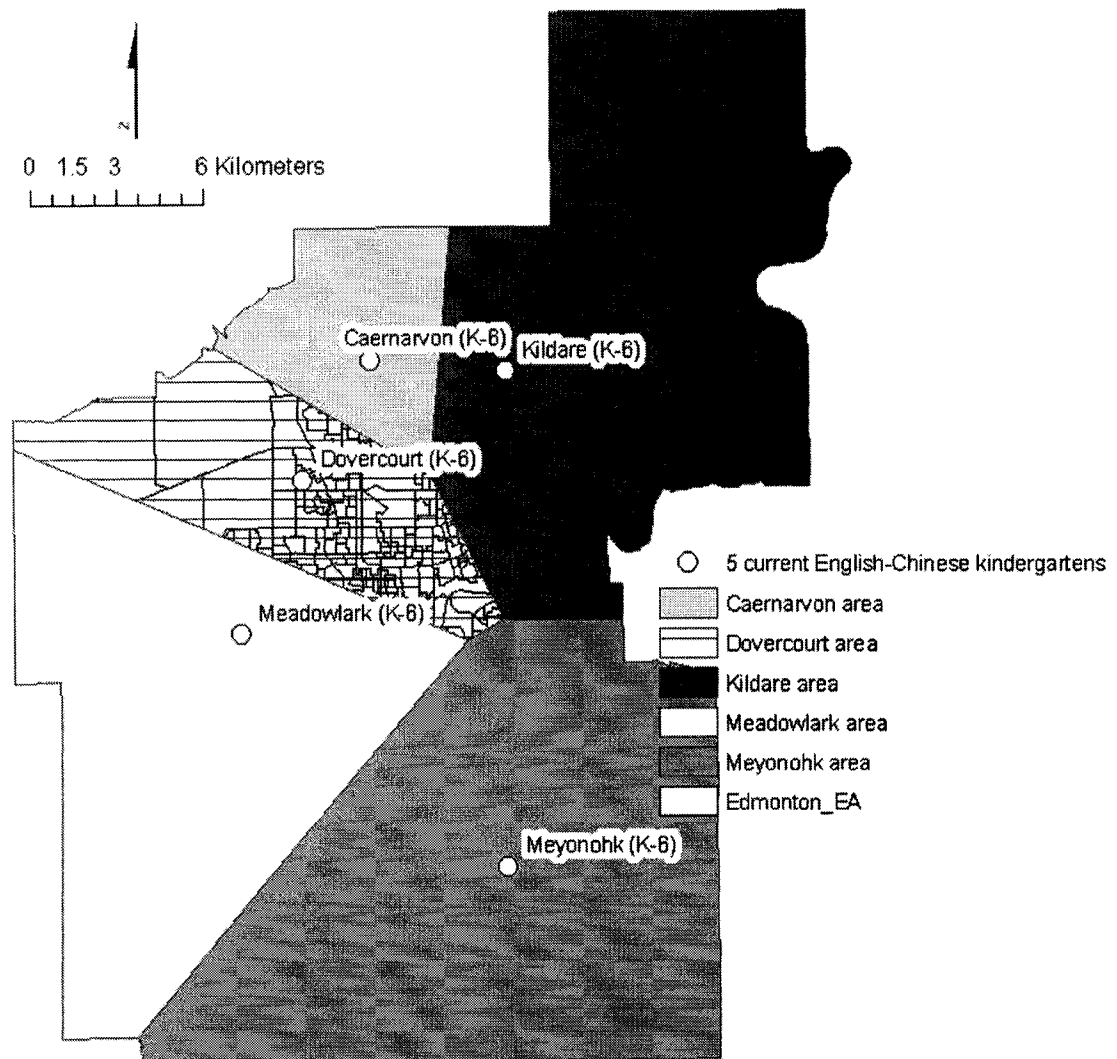 N
0 1.5 3 6 Kilometers
Caernarvon (K-6)
Kildare (K-6)
Dovercourt (K-6)
Meadowlark (K-6)
Meyonohk (K-6)
5 current English-Chinese kindergartens
Caernarvon area
Dovercourt area
Kildare area
Meadowlark area
Meyonohk area
Edmonton_EA